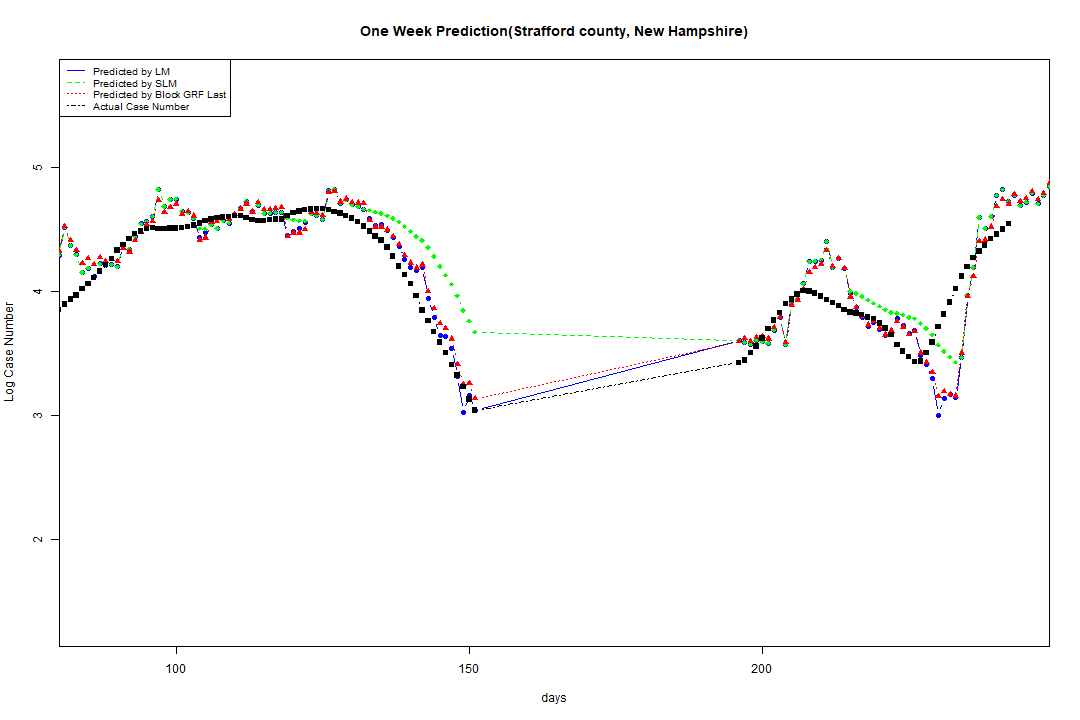 One Week Prediction(Strafford county, New Hampshire)
Predicted by LM
Predicted by SLM
Predicted by Block GRF Last
Actual Case Number
5
4
3
2
Log Case Number
100 150 200
days